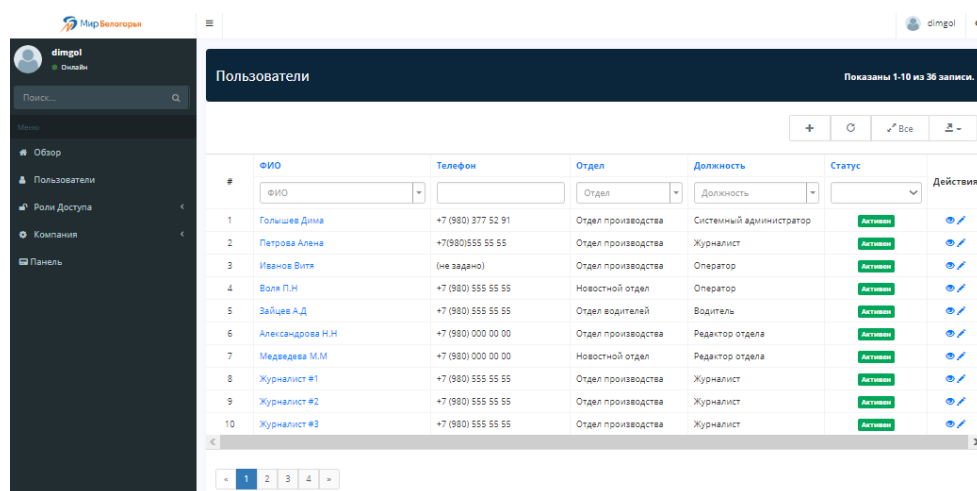 Мир Белогорья
dimgol
dimgol
Онлайн
Поиск...
Меню
Обзор
Пользователи
Роли Доступа
Компания
Панель
Пользователи
Показаны 1-10 из 36 записи.
Все
# ФИО Телефон Отдел Должность Статус Действия
ФИО Отдел Должность
1 Голышев Дима +7 (980) 377 52 91 Отдел производства Системный администратор Активен
2 Петрова Алена +7(980)555 55 55 Отдел производства Журналист Активен
3 Иванов Витя (не задано) Отдел производства Оператор Активен
4 Воля П.Н +7 (980) 555 55 55 Новостной отдел Оператор Активен
5 Зайцев А.Д +7 (980) 555 55 55 Отдел водителей Водитель Активен
6 Александрова Н.Н +7 (980) 000 00 00 Отдел производства Редактор отдела Активен
7 Медведева М.М +7 (980) 000 00 00 Новостной отдел Редактор отдела Активен
8 Журналист #1 +7 (980) 555 55 55 Отдел производства Журналист Активен
9 Журналист #2 +7 (980) 555 55 55 Отдел производства Журналист Активен
10 Журналист #3 +7 (980) 555 55 55 Отдел производства Журналист Активен
« 1 2 3 4 »